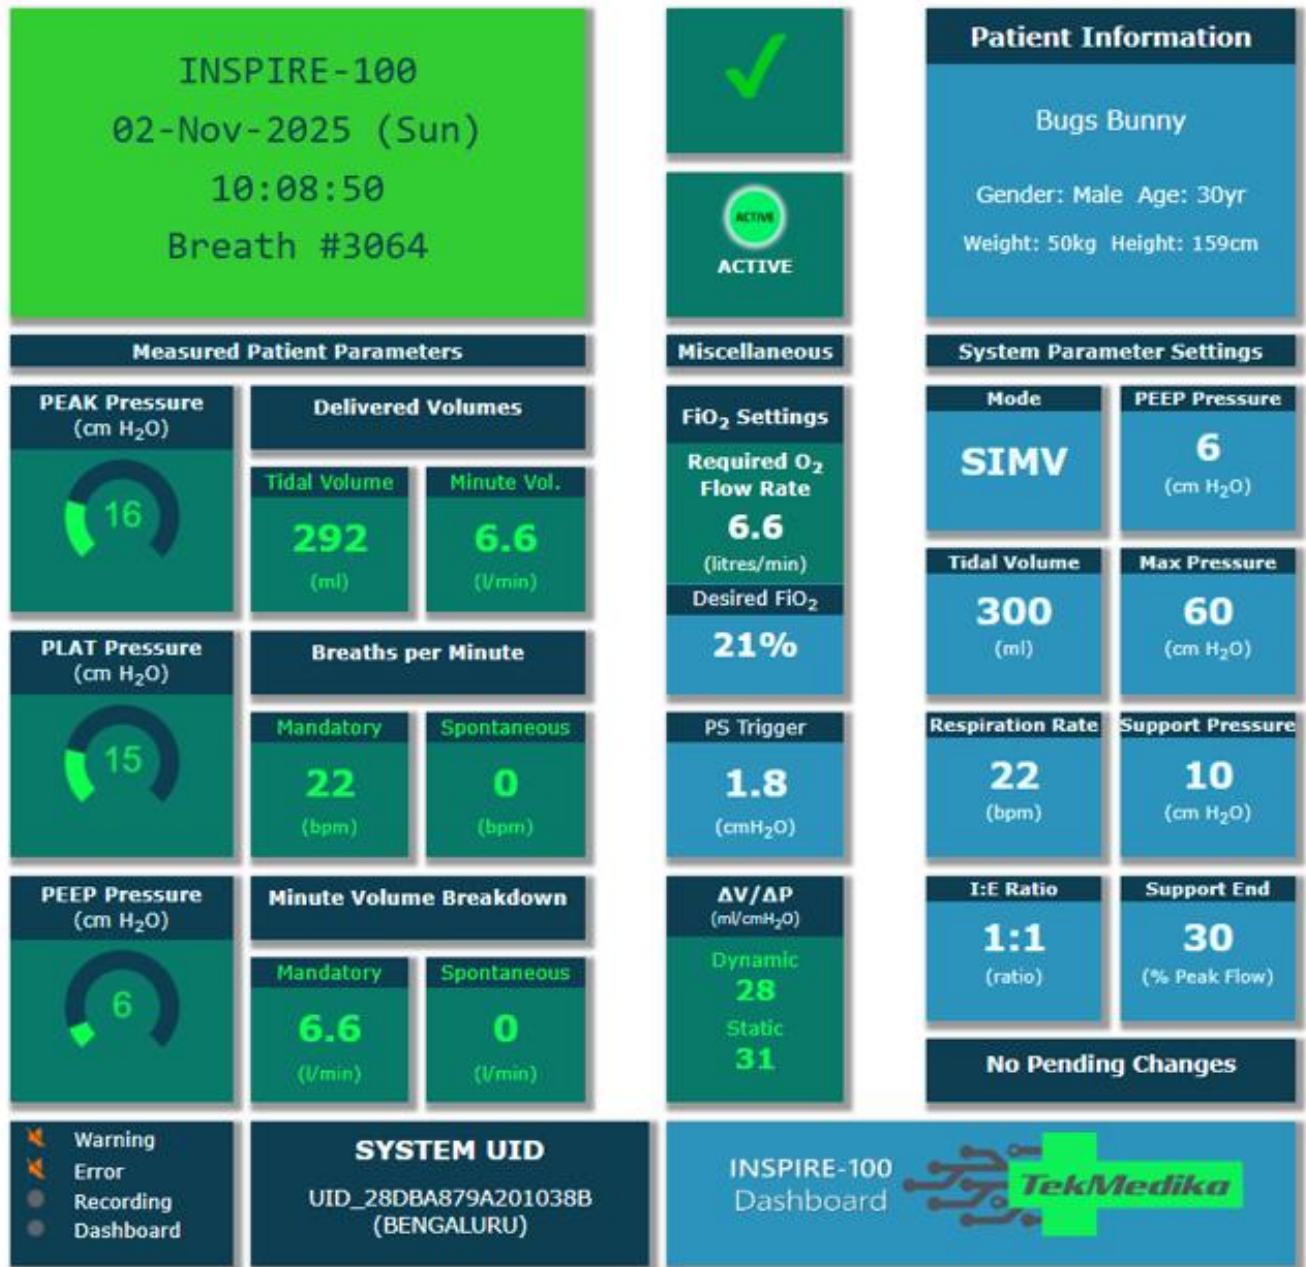 INSPIRE-100
02-Nov-2025 (Sun)
10:08:50
Breath #3064
ACTIVE
ACTIVE
Patient Information
Bugs Bunny
Gender: Male Age: 30yr
Weight: 50kg Height: 159cm
Measured Patient Parameters
PEAK Pressure
(cm H₂O)
16
Delivered Volumes
Tidal Volume
292
(ml)
Minute Vol.
6.6
(l/min)
PLAT Pressure
(cm H₂O)
15
Breaths per Minute
Mandatory
22
(bpm)
Spontaneous
0
(bpm)
PEEP Pressure
(cm H₂O)
6
Minute Volume Breakdown
Mandatory
6.6
(l/min)
Spontaneous
0
(l/min)
Miscellaneous
FiO₂ Settings
Required O₂
Flow Rate
6.6
(litres/min)
Desired FiO₂
21%
PS Trigger
1.8
(cmH₂O)
ΔV/ΔP
(ml/cmH₂O)
Dynamic
28
Static
31
System Parameter Settings
Mode
SIMV
PEEP Pressure
6
(cm H₂O)
Tidal Volume
300
(ml)
Max Pressure
60
(cm H₂O)
Respiration Rate
22
(bpm)
Support Pressure
10
(cm H₂O)
I:E Ratio
1:1
(ratio)
Support End
30
(% Peak Flow)
No Pending Changes
Warning
Error
Recording
Dashboard
SYSTEM UID
UID_28DBA879A201038B
(BENGALURU)
INSPIRE-100
Dashboard
TekMedika